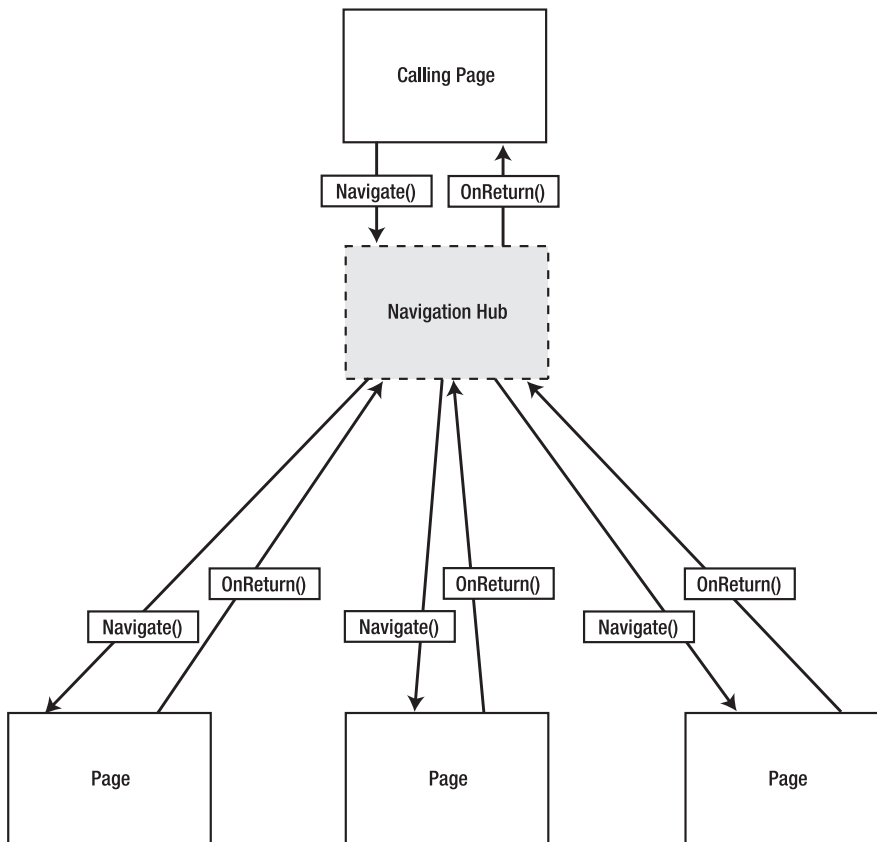 Calling Page
Navigate()
OnReturn()
Navigation Hub
OnReturn()
OnReturn()
OnReturn()
Navigate()
Navigate()
Navigate()
Page
Page
Page